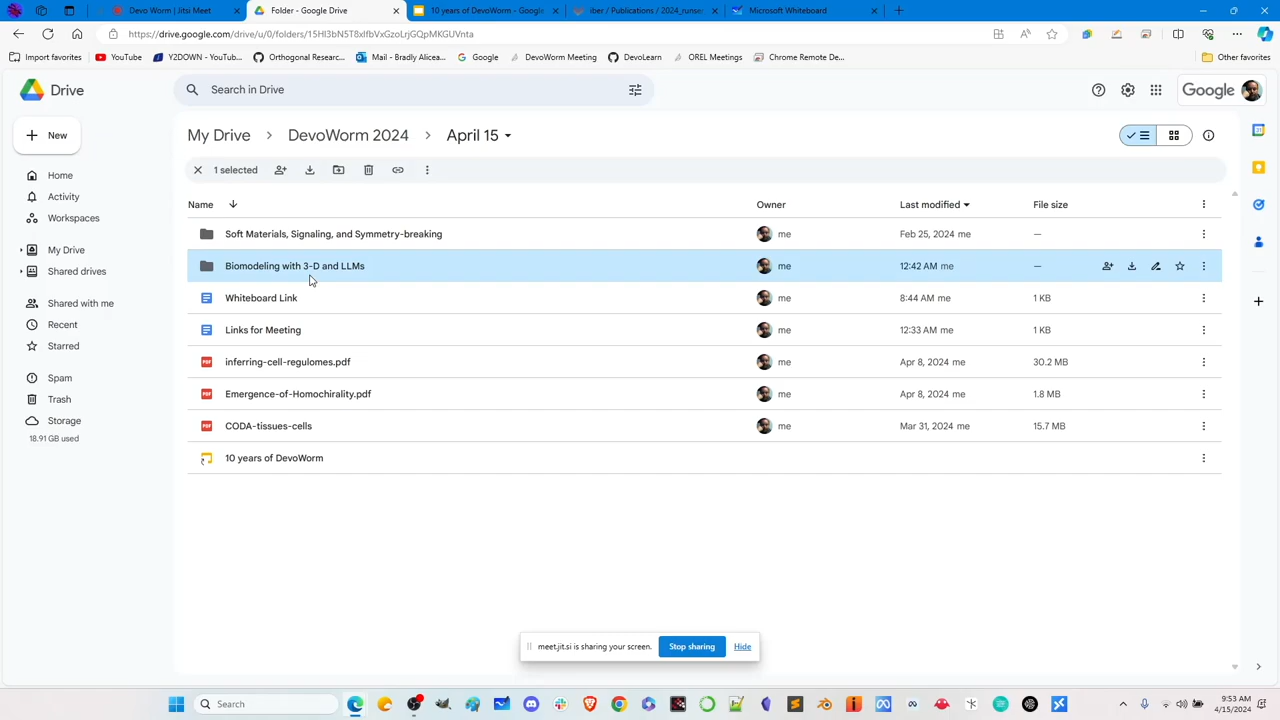 Devo Worm | Jitsi Meet
Folder - Google Drive
10 years of DevoWorm - Google
iber / Publications / 2024_runser
Microsoft Whiteboard
https://drive.google.com/drive/u/0/folders/15HI3bN5T8xIfbVxGzoLrjGQpMKGUVnta
Import favorites
YouTube
Y2DOWN - YouTub...
Orthogonal Researc...
Mail - Bradly Alicea...
Google
DevoWorm Meeting
DevoLearn
OREL Meetings
Chrome Remote De...
Other favorites
Drive
Search in Drive
Google
New
My Drive
DevoWorm 2024
April 15
1 selected
Home
Activity
Workspaces
My Drive
Shared drives
Shared with me
Recent
Starred
Spam
Trash
Storage
18.91 GB used
Name Owner Last modified File size
Soft Materials, Signaling, and Symmetry-breaking me Feb 25, 2024 me —
Biomodeling with 3-D and LLMs me 12:42 AM me —
Whiteboard Link me 8:44 AM me 1 KB
Links for Meeting me 12:33 AM me 1 KB
inferring-cell-regulomes.pdf me Apr 8, 2024 me 30.2 MB
Emergence-of-Homochirality.pdf me Apr 8, 2024 me 1.8 MB
CODA-tissues-cells me Mar 31, 2024 me 15.7 MB
10 years of DevoWorm
meet.jit.si is sharing your screen.
Stop sharing
Hide
Search
9:53 AM
4/15/2024